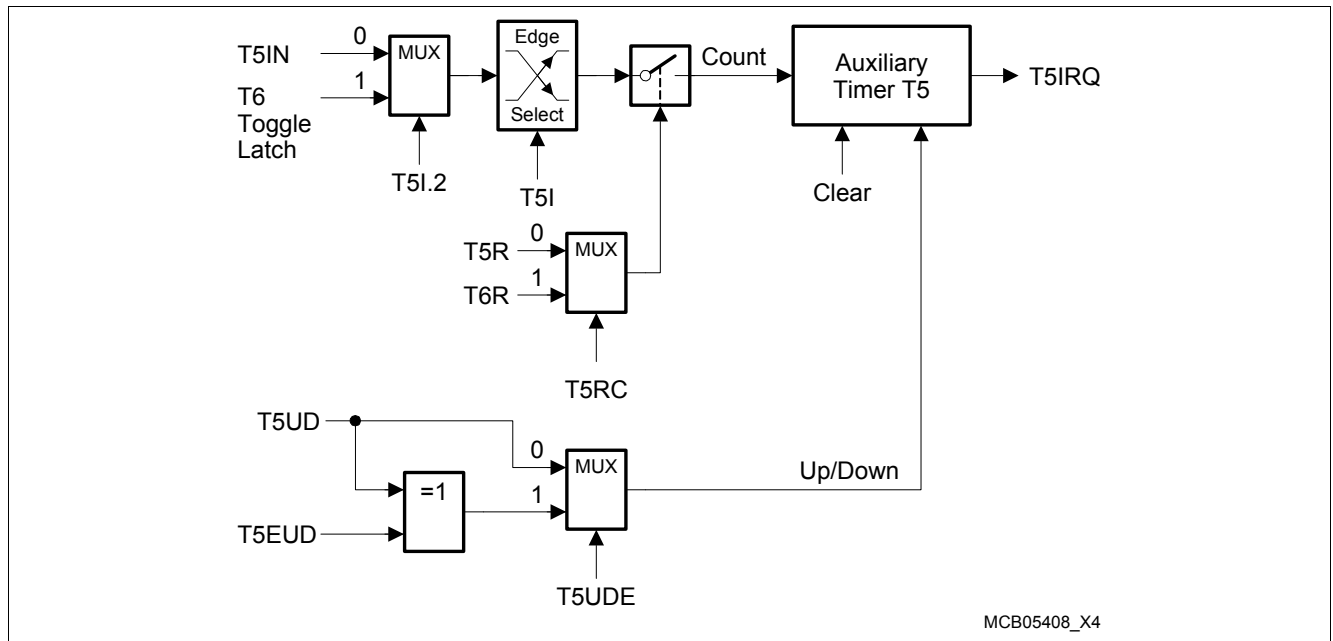 T5IN
0
T6
Toggle
Latch
1
MUX
T5I.2
Edge
Select
T5I
Count
Auxiliary
Timer T5
T5IRQ
Clear
T5R
0
T6R
1
MUX
T5RC
T5UD
T5EUD
=1
0
1
MUX
T5UDE
Up/Down
MCB05408_X4